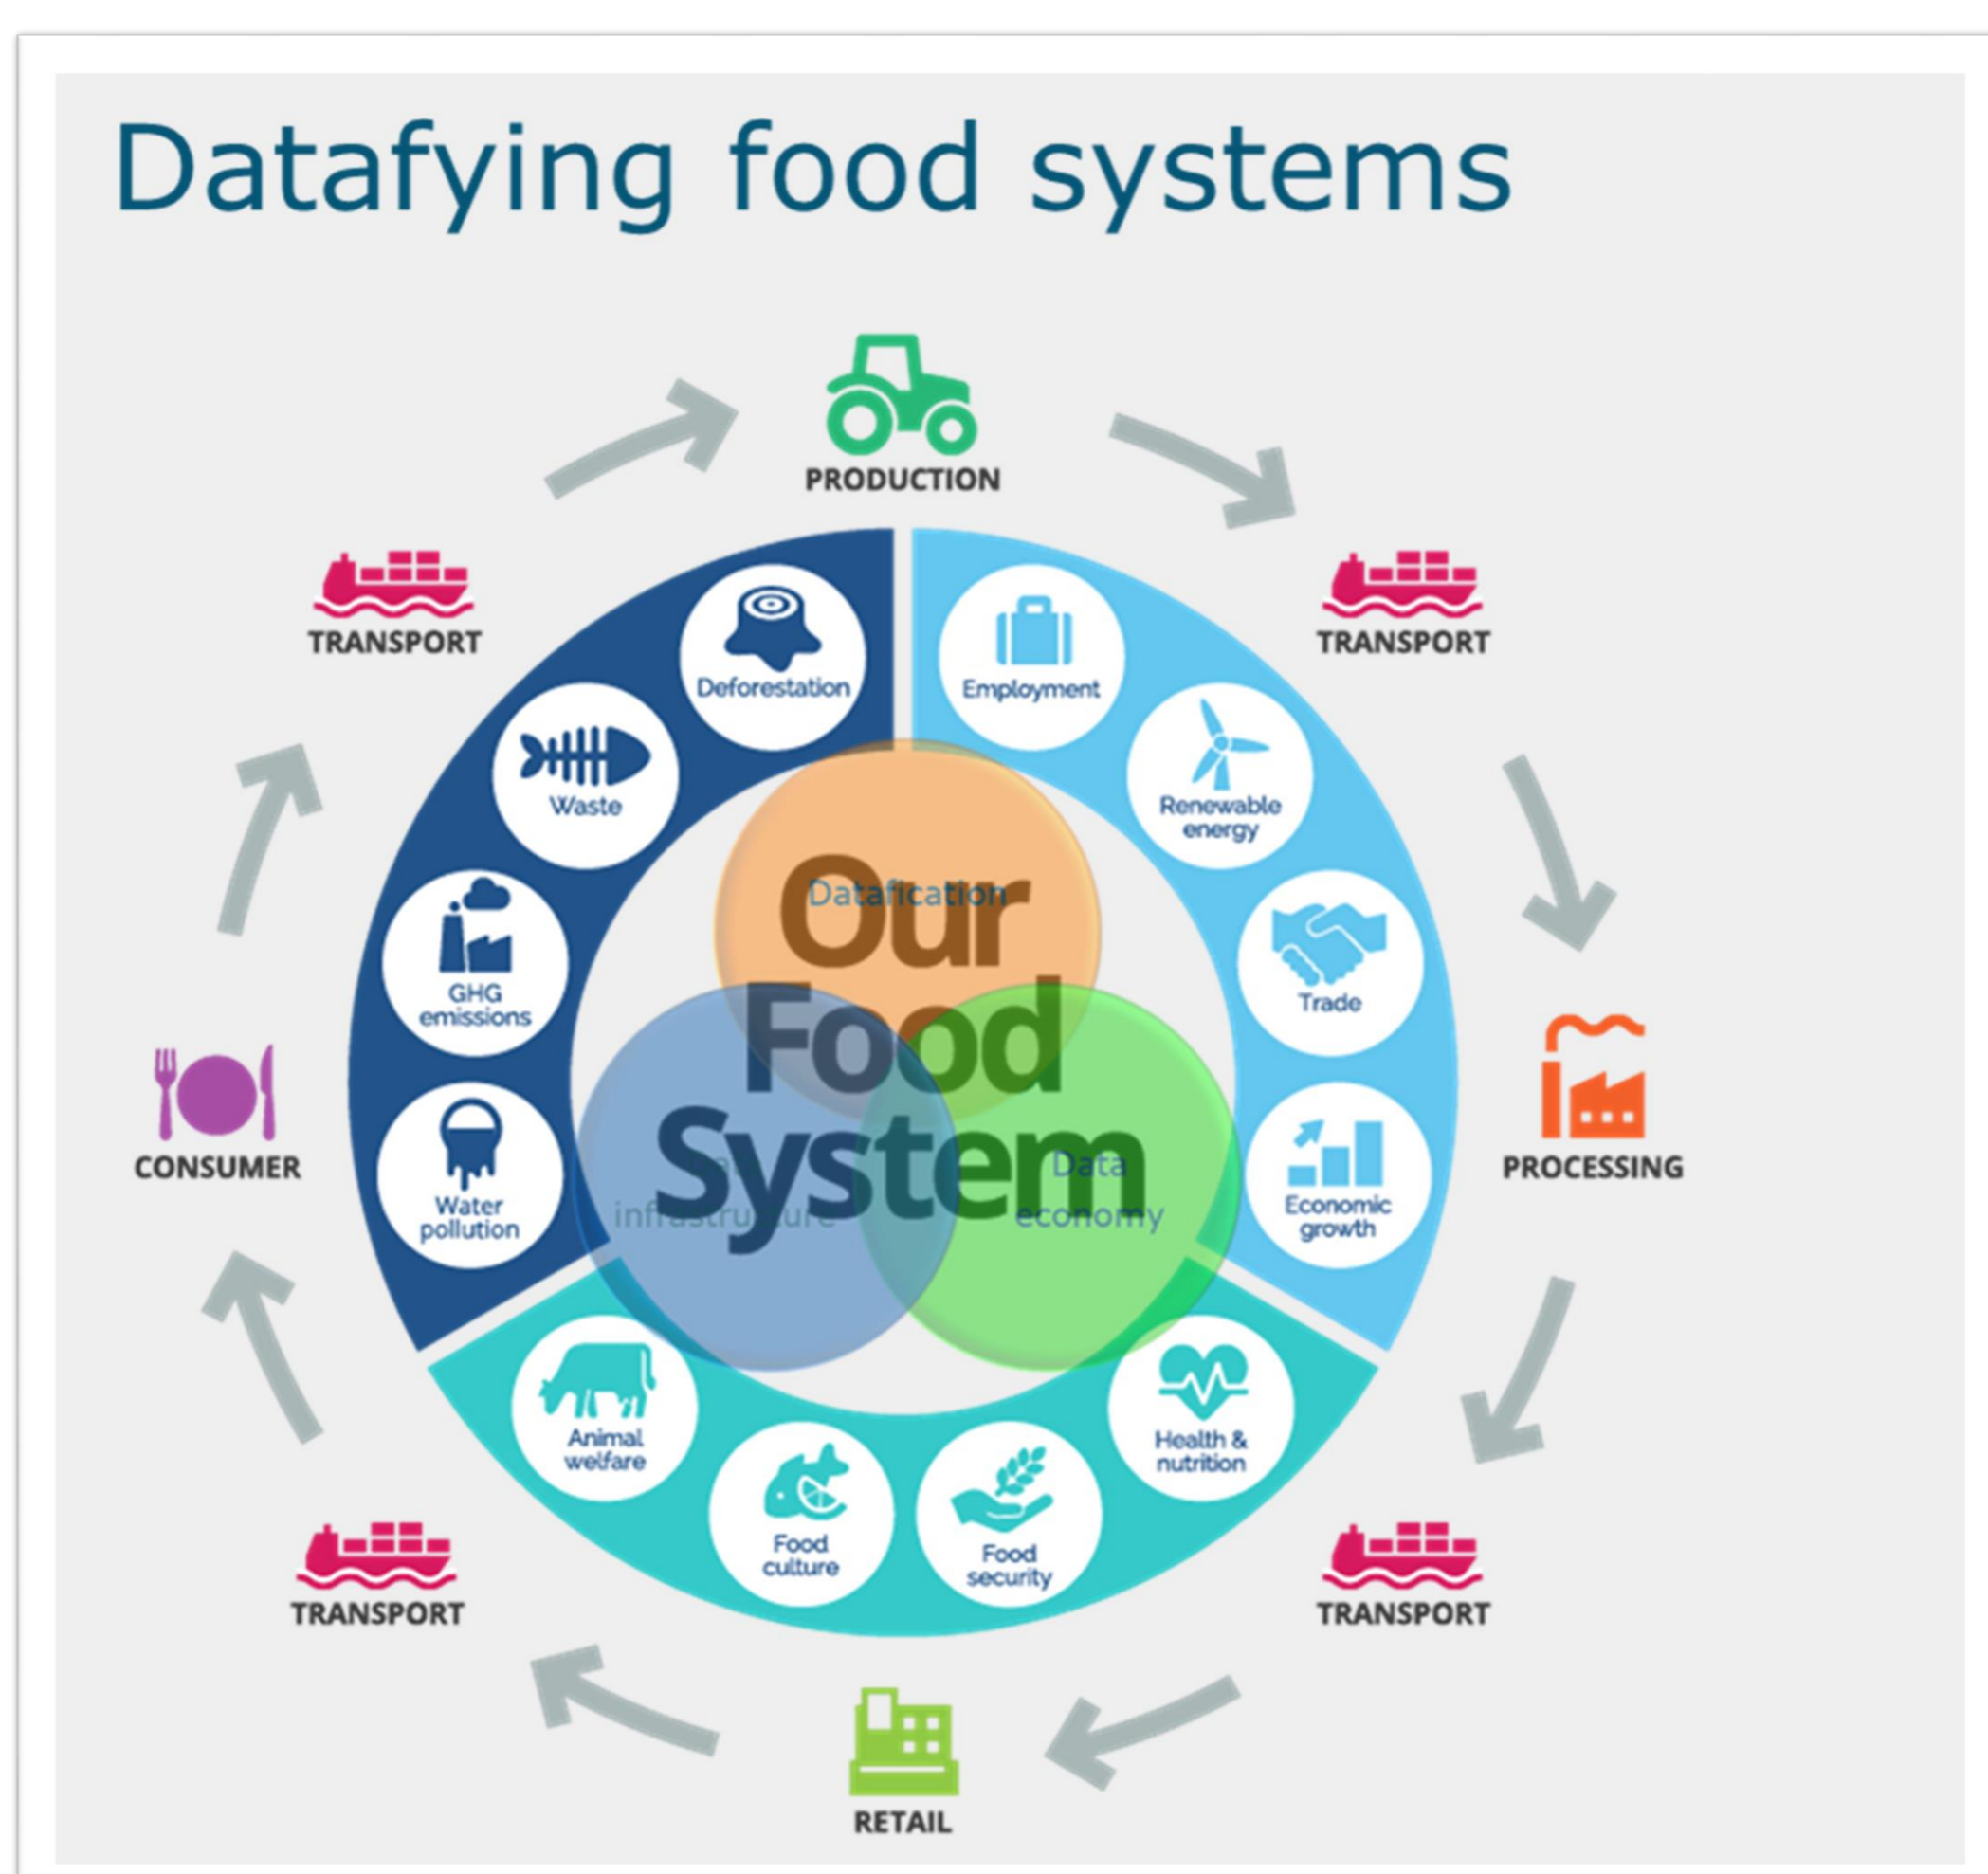 Datafying food systems
PRODUCTION
TRANSPORT
TRANSPORT
Deforestation
Employment
Waste
Renewable
energy
Our
Datafication
GHG
emissions
Trade
Food
System
Data
infrastructure
economy
CONSUMER
PROCESSING
Water
pollution
Economic
growth
Animal
welfare
Health &
nutrition
Food
culture
Food
security
TRANSPORT
TRANSPORT
RETAIL